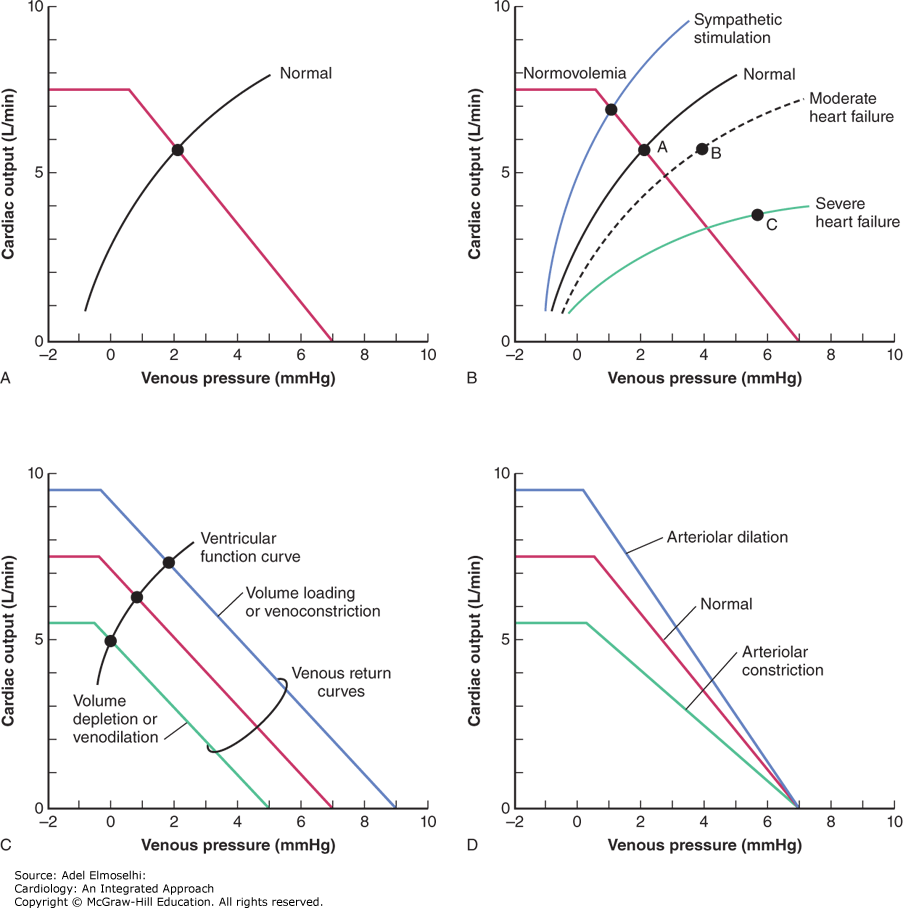 10
5
0
Cardiac output (L/min)
Normal
−2 0 2 4 6 8 10
Venous pressure (mmHg)
A
10
5
0
Cardiac output (L/min)
Sympathetic
stimulation
Normovolemia
Normal
Moderate
heart failure
A
B
Severe
heart failure
C
−2 0 2 4 6 8 10
Venous pressure (mmHg)
B
10
5
0
Cardiac output (L/min)
Ventricular
function curve
Volume loading
or venoconstriction
Venous return
curves
Volume
depletion or
venodilation
−2 0 2 4 6 8 10
Venous pressure (mmHg)
C
10
5
0
Cardiac output (L/min)
Arteriolar dilation
Normal
Arteriolar
constriction
−2 0 2 4 6 8 10
Venous pressure (mmHg)
D
Source: Adel Elmoselhi:
Cardiology: An Integrated Approach
Copyright © McGraw-Hill Education. All rights reserved.